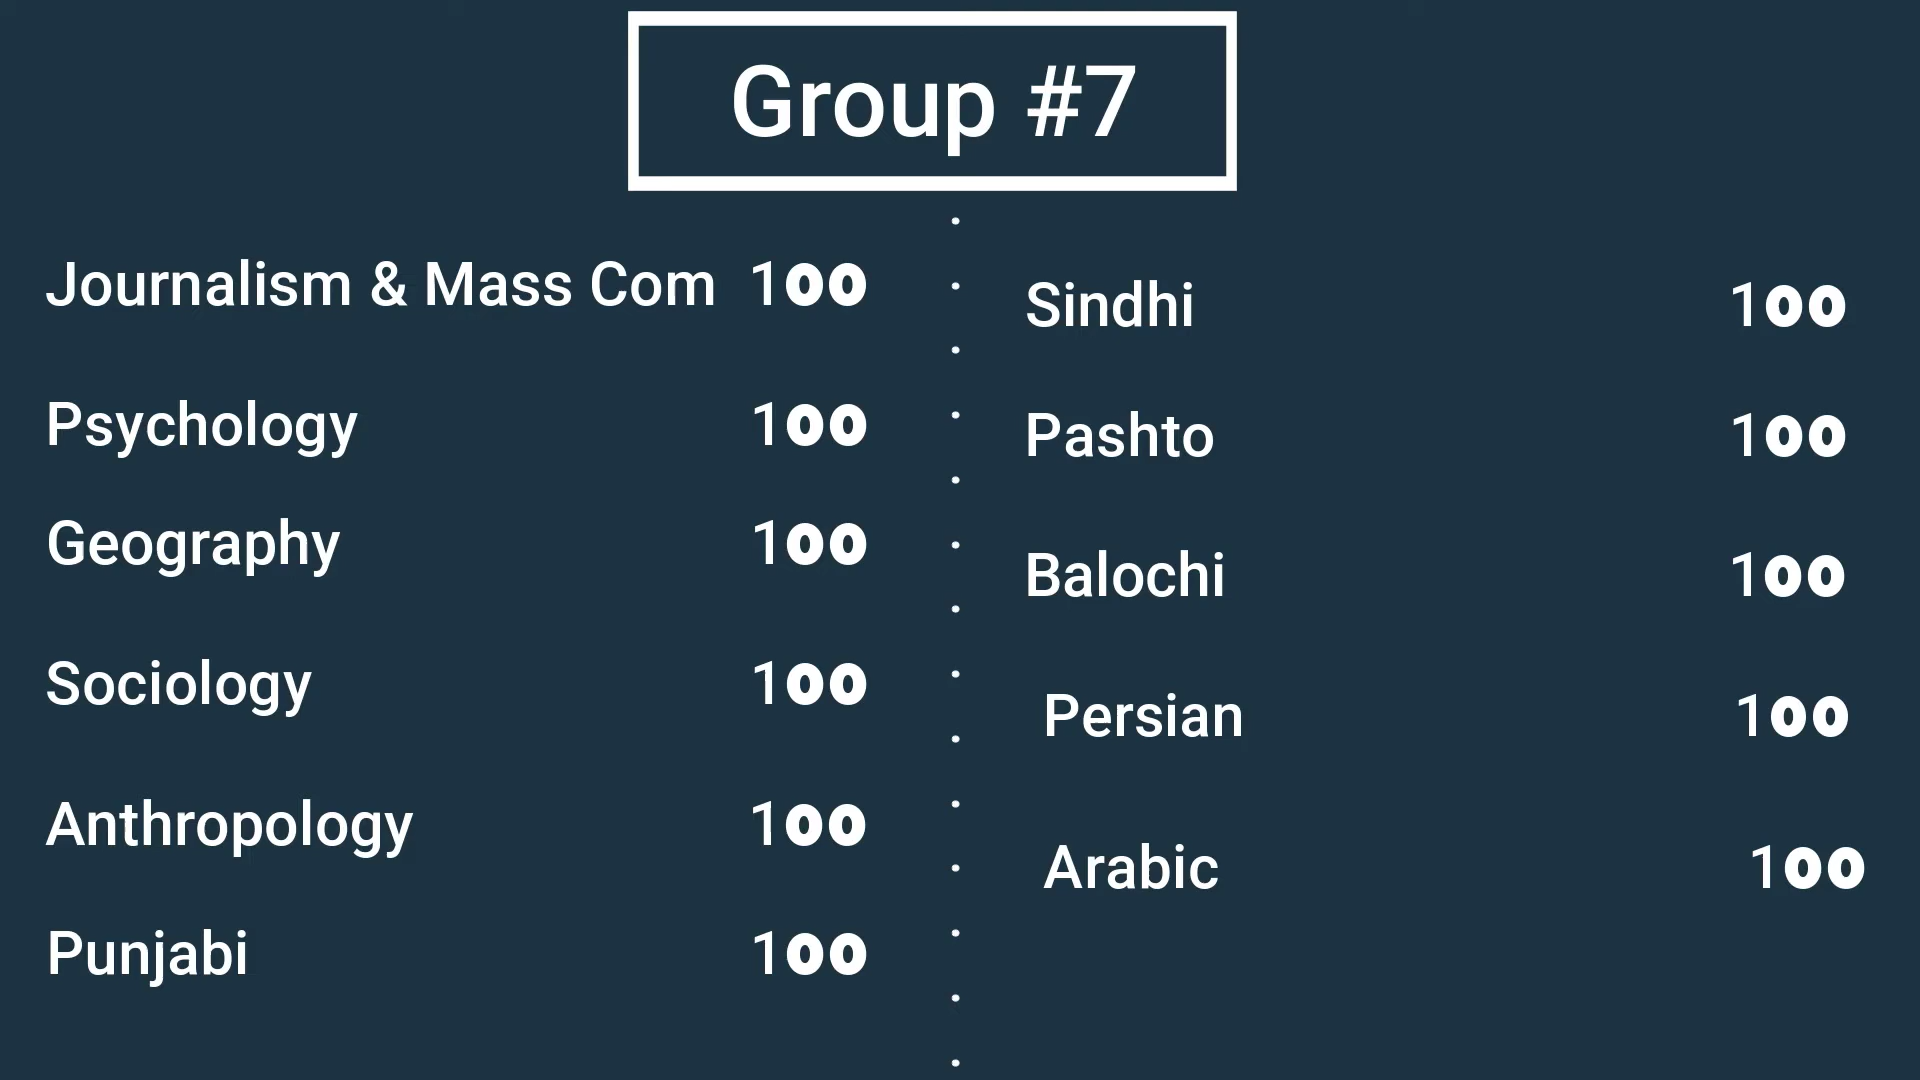 Group #7
Journalism & Mass Com 100
Psychology 100
Geography 100
Sociology 100
Anthropology 100
Punjabi 100
Sindhi 100
Pashto 100
Balochi 100
Persian 100
Arabic 100